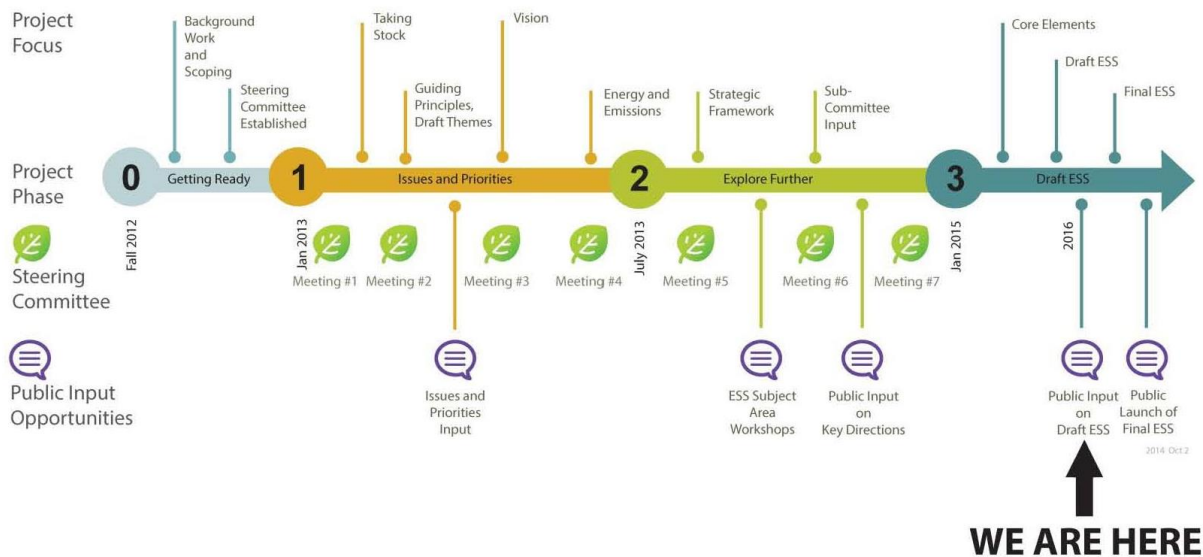 Project
Focus
Background
Work
and
Scoping
Steering
Committee
Established
Taking
Stock
Guiding
Principles,
Draft Themes
Vision
Energy and
Emissions
Strategic
Framework
Sub-
Committee
Input
Core Elements
Draft ESS
Final ESS
Project
Phase
0
Getting Ready
1
Issues and Priorities
2
Explore Further
3
Draft ESS
Fall 2012
Jan 2013
July 2013
Jan 2015
2016
Steering
Committee
Meeting #1
Meeting #2
Meeting #3
Meeting #4
Meeting #5
Meeting #6
Meeting #7
Public Input
Opportunities
Issues and
Priorities
Input
ESS Subject
Area
Workshops
Public Input
on
Key Directions
Public Input
on
Draft ESS
Public
Launch of
Final ESS
2014 Oct 2
WE ARE HERE